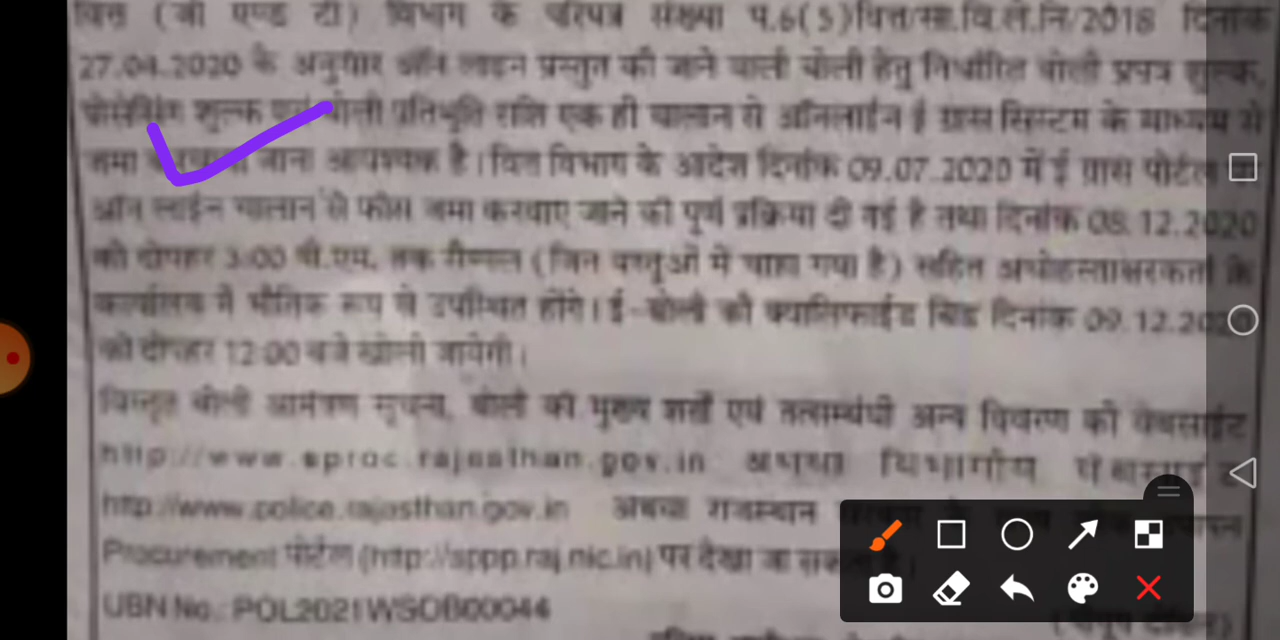 वित्त (जी एण्ड टी) विभाग के परिपत्र संख्या प.6(5)वित्त/सा.वि.ले.नि/2018 दिनांक
27.04.2020 के अनुसार ऑन लाइन प्रस्तुत की जाने वाली बोली हेतु निर्धारित बोली प्रपत्र शुल्क,
प्रोसेसिंग शुल्क एवं बोली प्रतिभूति राशि एक ही चालान से ऑनलाईन ई ग्रास सिस्टम के माध्यम से
जमा करवाया जाना आवश्यक है। वित्त विभाग के आदेश दिनांक 09.07.2020 में ई ग्रास पोर्टल
ऑन लाईन चालान से फीस जमा करवाए जाने की पूर्ण प्रक्रिया दी गई है तथा दिनांक 08.12.2020
को दोपहर 3:00 पी.एम. तक सैम्पल (जिन वस्तुओं में चाहा गया है) सहित अधोहस्ताक्षरकर्ता के
कार्यालय में भौतिक रूप से उपस्थित होंगे। ई-बोली की क्वालिफाईड बिड दिनांक 09.12.2020
को दोपहर 12:00 बजे खोली जायेगी।
विस्तृत बोली आमंत्रण सूचना, बोली की मुख्य शर्तें एवं तत्सम्बंधी अन्य विवरण को वेबसाईट
http://www.eproc.rajasthan.gov.in अथवा विभागीय वेबसाईट
http://www.police.rajasthan.gov.in अथवा राजस्थान
Procurement पोर्टल (http://sppp.raj.nic.in) पर देखा जा सकता है।
UBN No.: POL2021WSOB00044